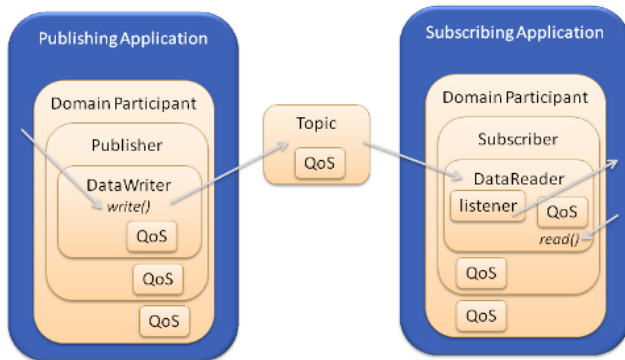 Publishing Application
Domain Participant
Publisher
DataWriter
write()
QoS
QoS
QoS
Topic
QoS
Subscribing Application
Domain Participant
Subscriber
DataReader
listener
QoS
read()
QoS
QoS